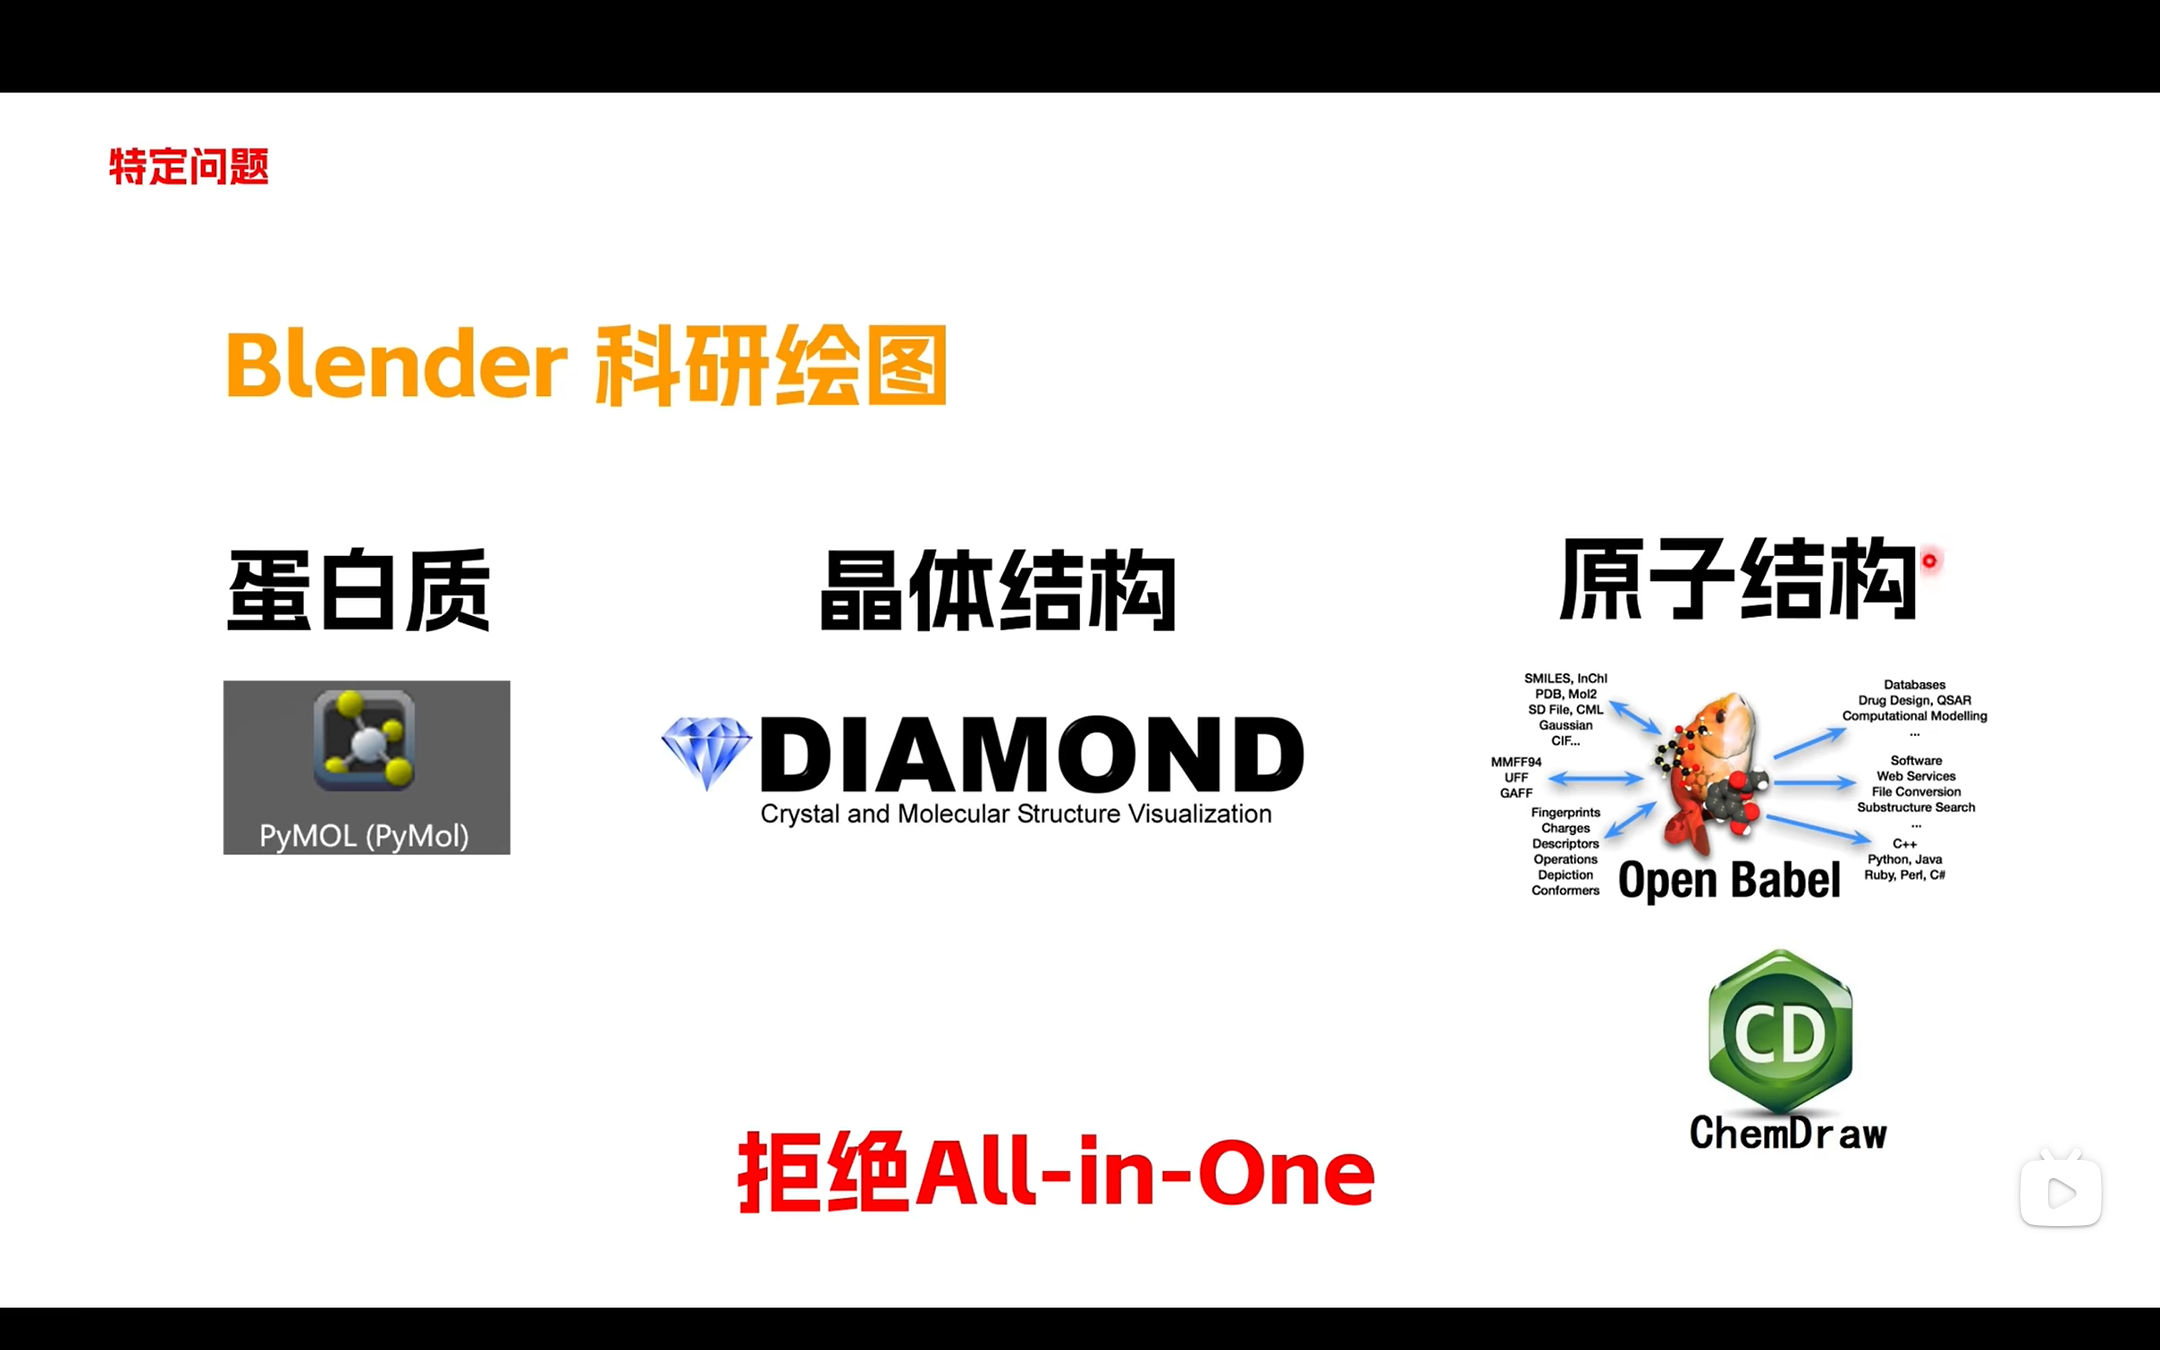 特定问题
Blender 科研绘图
蛋白质
PyMOL (PyMol)
晶体结构
DIAMOND
Crystal and Molecular Structure Visualization
原子结构
SMILES, InChI
PDB, Mol2
SD File, CML
Gaussian
CIF...
MMFF94
UFF
GAFF
Fingerprints
Charges
Descriptors
Operations
Depiction
Conformers
Databases
Drug Design, QSAR
Computational Modelling
...
Software
Web Services
File Conversion
Substructure Search
...
C++
Python, Java
Ruby, Perl, C#
Open Babel
CD
ChemDraw
拒绝All-in-One